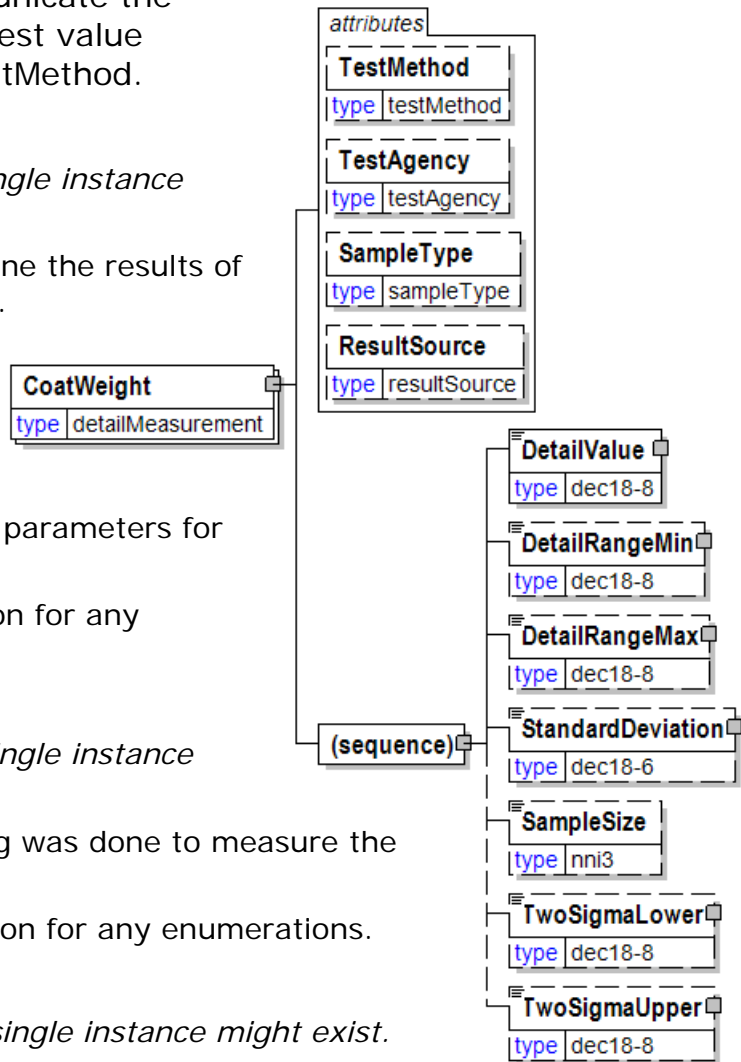 unicate the
est value
tMethod.
ngle instance
ne the results of
.
parameters for
on for any
ingle instance
g was done to measure the
on for any enumerations.
single instance might exist.
CoatWeight
type detailMeasurement
attributes
TestMethod
type testMethod
TestAgency
type testAgency
SampleType
type sampleType
ResultSource
type resultSource
(sequence)
DetailValue
type dec18-8
DetailRangeMin
type dec18-8
DetailRangeMax
type dec18-8
StandardDeviation
type dec18-6
SampleSize
type nni3
TwoSigmaLower
type dec18-8
TwoSigmaUpper
type dec18-8